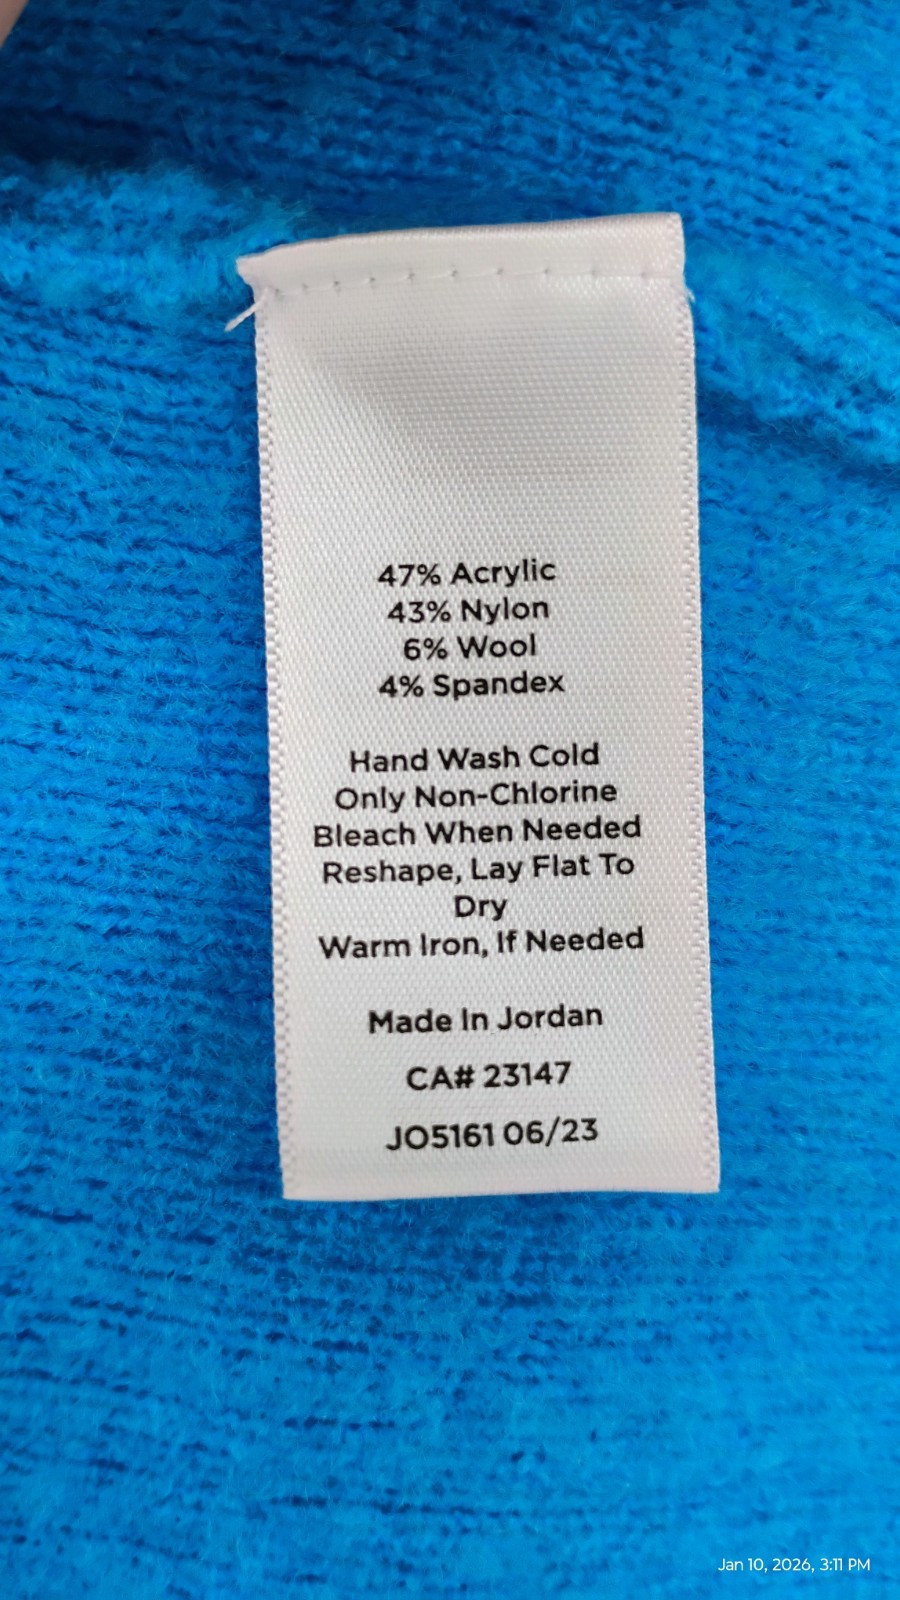 47% Acrylic
43% Nylon
6% Wool
4% Spandex
Hand Wash Cold
Only Non-Chlorine
Bleach When Needed
Reshape, Lay Flat To
Dry
Warm Iron, If Needed
Made In Jordan
CA# 23147
JO5161 06/23
Jan 10, 2026, 3:11 PM